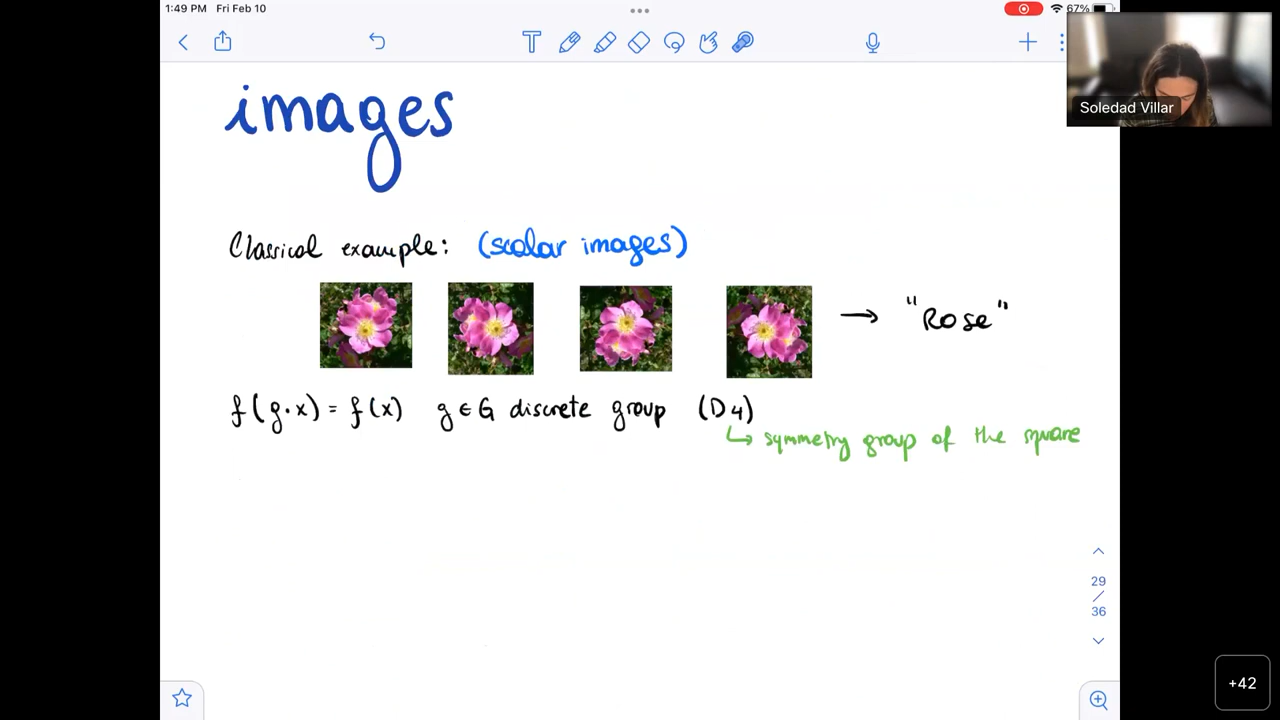 1:49 PM Fri Feb 10
67%
Soledad Villar
images
Classical example: (scalar images)
→ "Rose"
f(g·x) = f(x) g ∈ G discrete group (D4)
↳ symmetry group of the square
29
/
36
+42